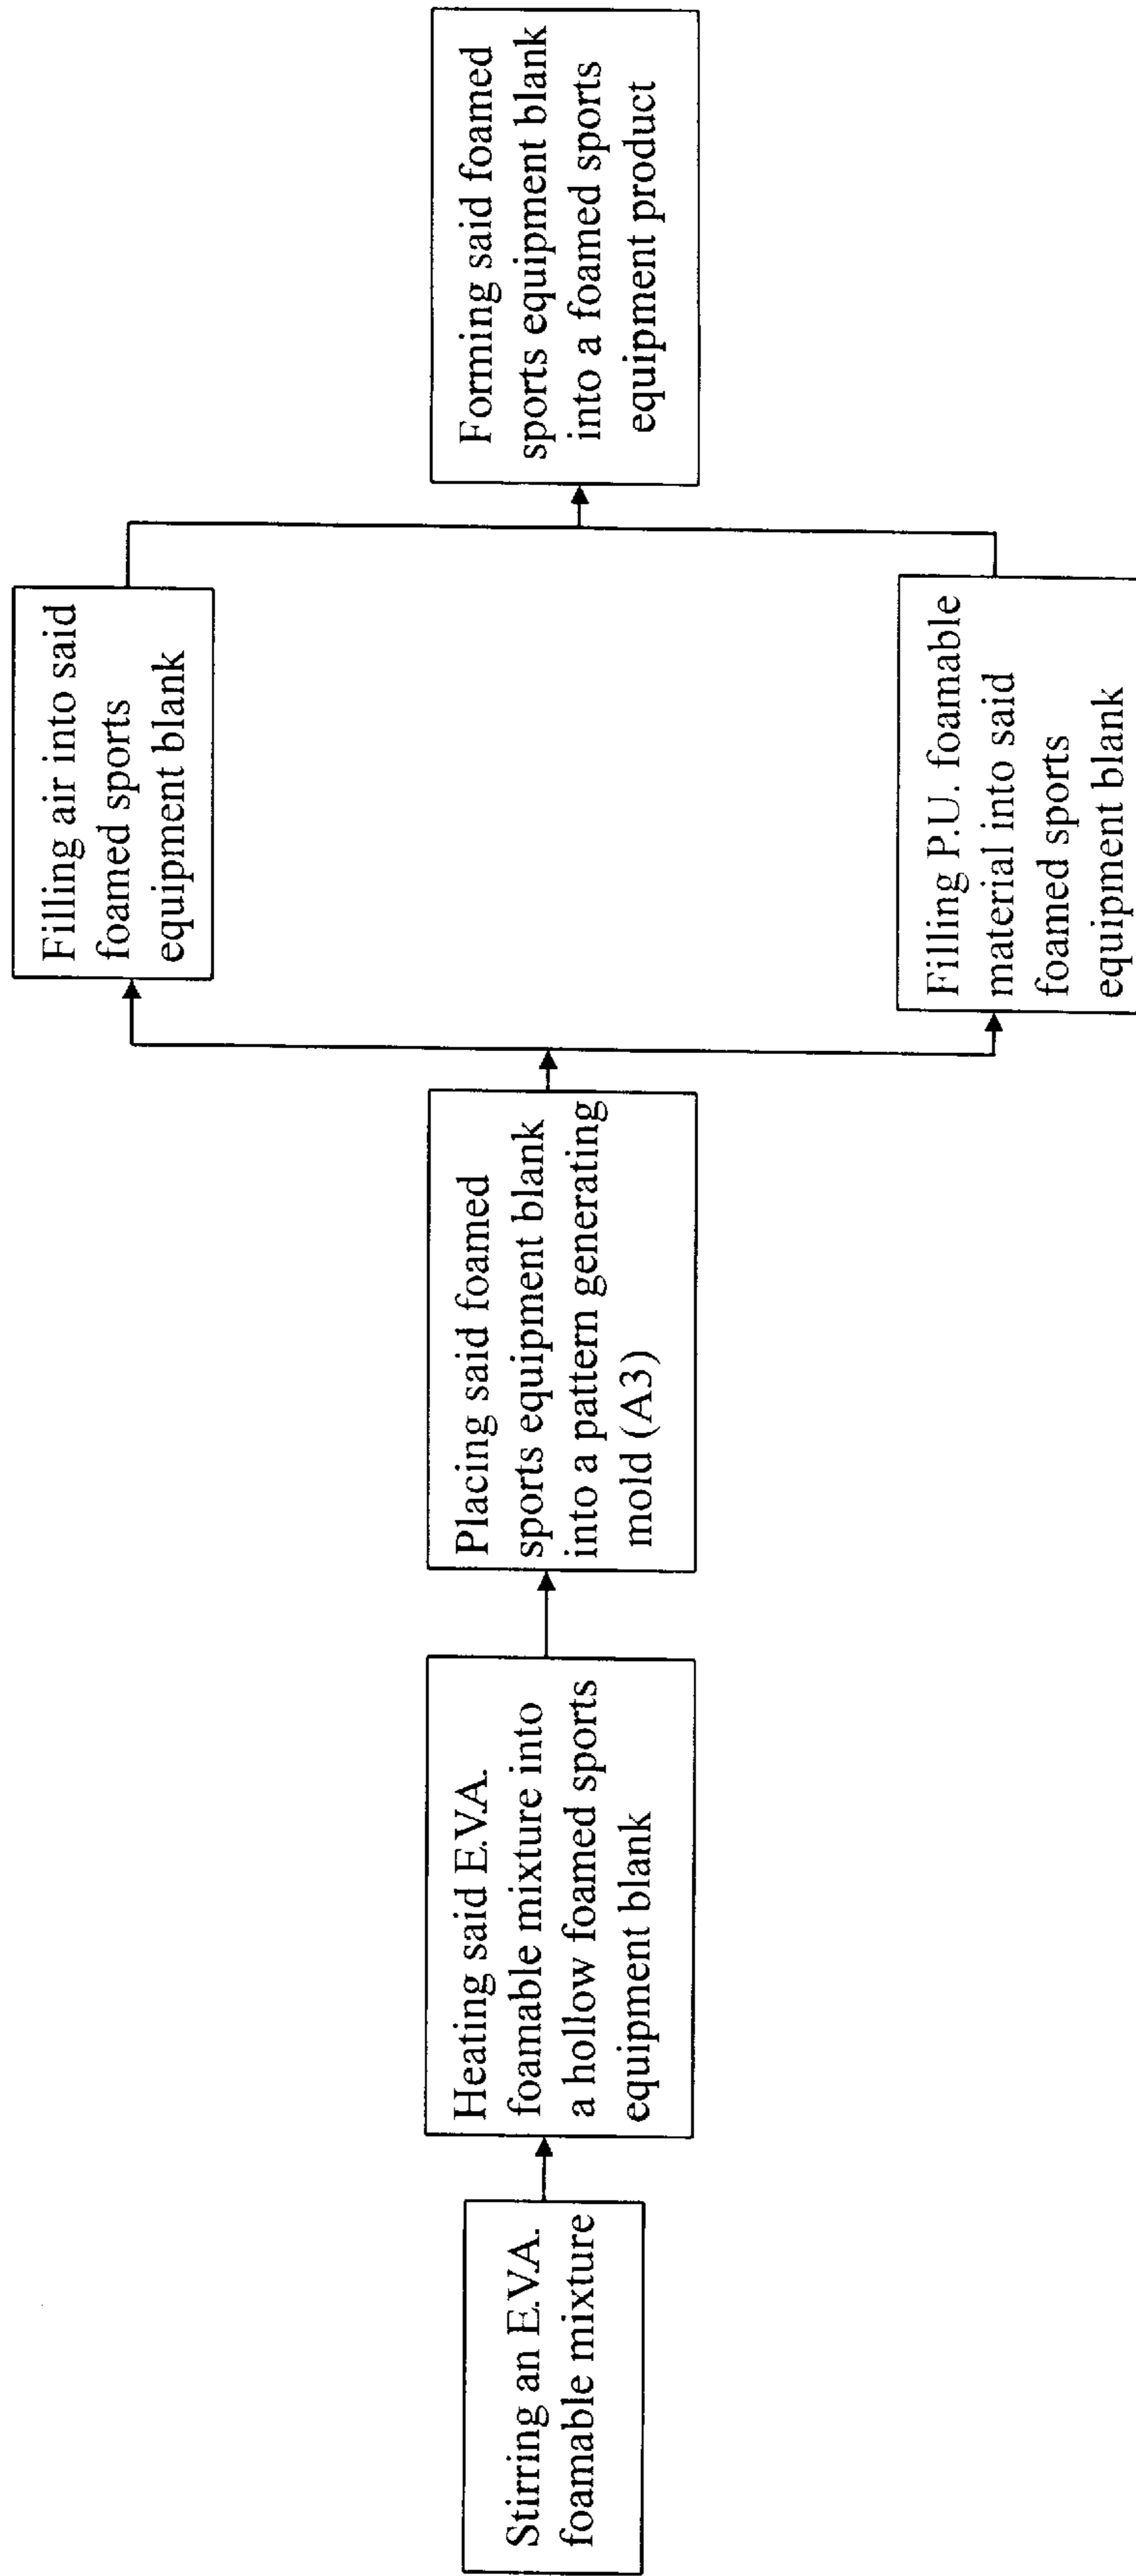 Stirring an E.V.A.
foamable mixture
Heating said E.V.A.
foamable mixture into
a hollow foamed sports
equipment blank
Placing said foamed
sports equipment blank
into a pattern generating
mold (A3)
Filling air into said
foamed sports
equipment blank
Filling P.U. foamable
material into said
foamed sports
equipment blank
Forming said foamed
sports equipment blank
into a foamed sports
equipment product